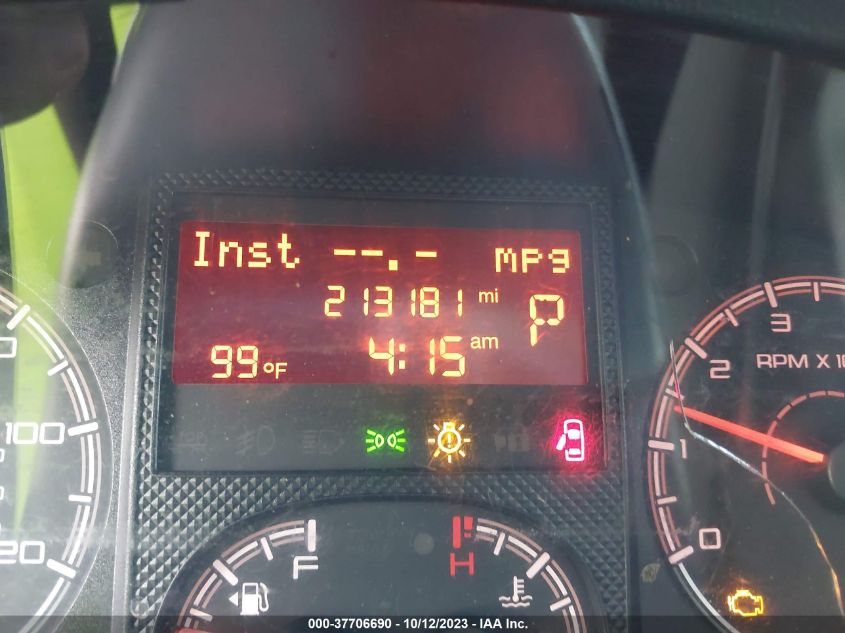 Inst --.- mpg
213181 mi
P
99°F 4:15 am
3
2
RPM X 1
100
1
20
0
F
H
000-37706690 - 10/12/2023 - IAA Inc.